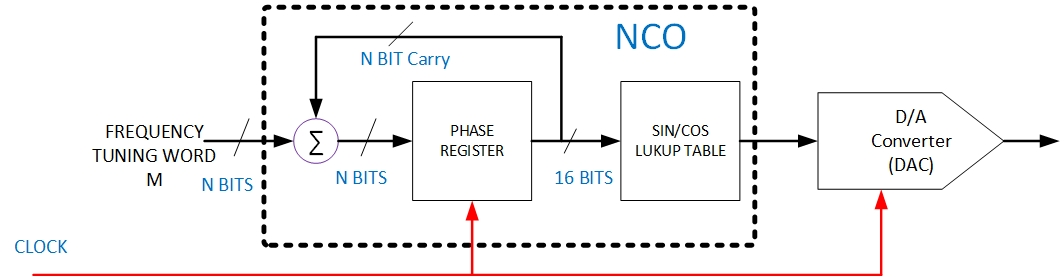 NCO
N BIT Carry
FREQUENCY
TUNING WORD
M
N BITS
Σ
N BITS
PHASE
REGISTER
16 BITS
SIN/COS
LUKUP TABLE
D/A
Converter
(DAC)
CLOCK